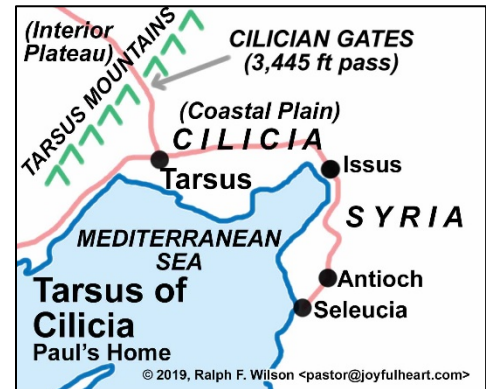 (Interior
Plateau)
CILICIAN GATES
(3,445 ft pass)
TARSUS MOUNTAINS
(Coastal Plain)
CILICIA
Tarsus
Issus
SYRIA
MEDITERRANEAN
SEA
Antioch
Seleucia
Tarsus of
Cilicia
Paul's Home
© 2019, Ralph F. Wilson <pastor@joyfulheart.com>